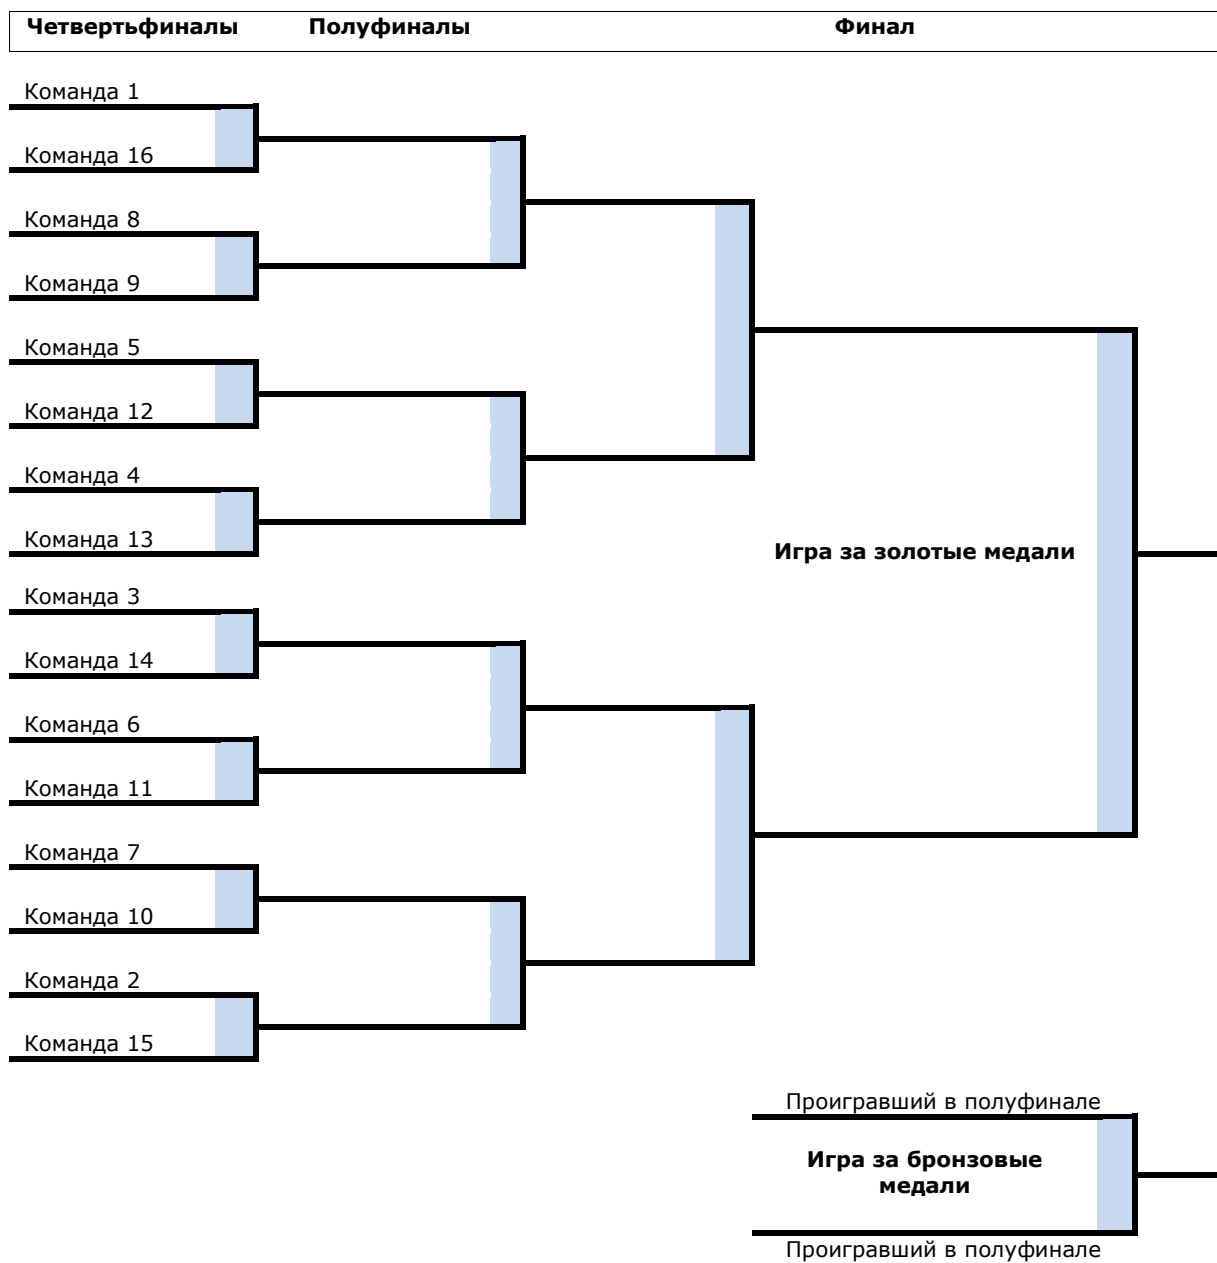 Четвертьфиналы Полуфиналы Финал
Команда 1
Команда 16
Команда 8
Команда 9
Команда 5
Команда 12
Команда 4
Команда 13
Игра за золотые медали
Команда 3
Команда 14
Команда 6
Команда 11
Команда 7
Команда 10
Команда 2
Команда 15
Проигравший в полуфинале
Игра за бронзовые
медали
Проигравший в полуфинале